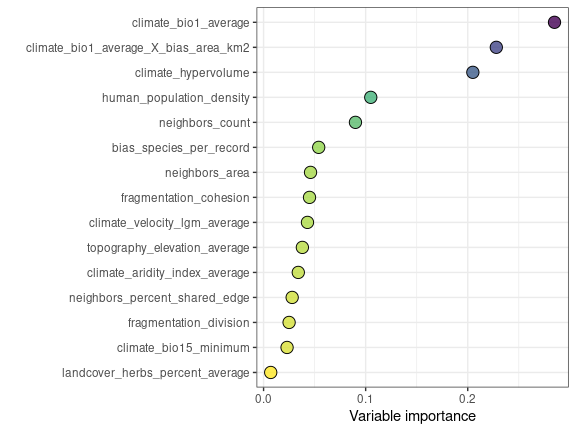 climate_bio1_average
climate_bio1_average_X_bias_area_km2
climate_hypervolume
human_population_density
neighbors_count
bias_species_per_record
neighbors_area
fragmentation_cohesion
climate_velocity_lgm_average
topography_elevation_average
climate_aridity_index_average
neighbors_percent_shared_edge
fragmentation_division
climate_bio15_minimum
landcover_herbs_percent_average
0.0 0.1 0.2
Variable importance